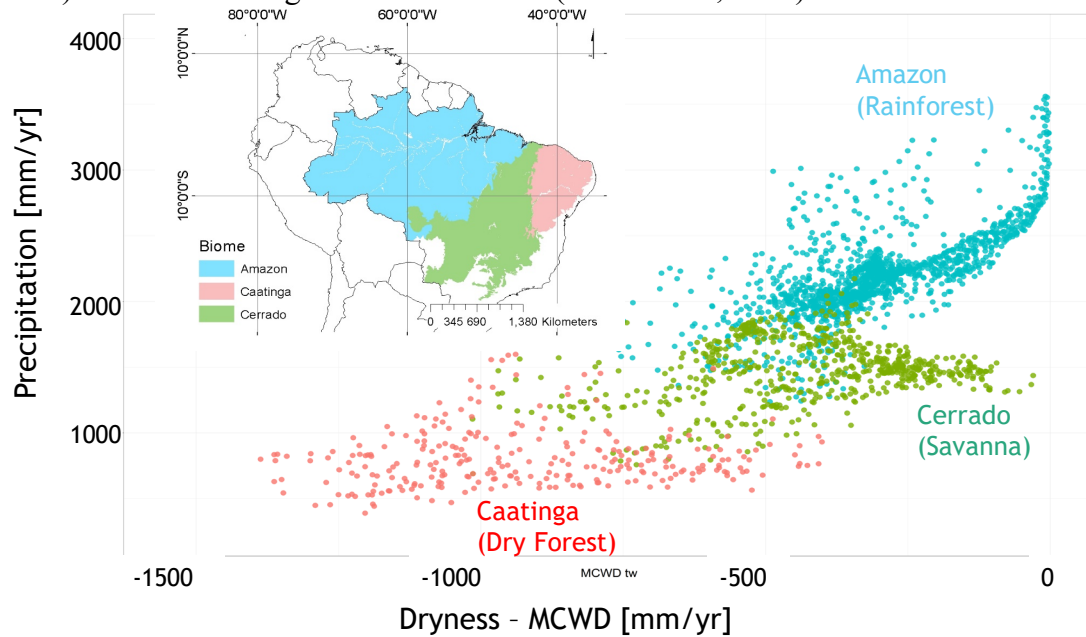 80°0'0"W 60°0'0"W 40°0'0"W
10°0'0"N
10°0'0"S
Biome
Amazon
Caatinga
Cerrado
0 345 690 1,380 Kilometers
4000
3000
2000
1000
Precipitation [mm/yr]
Amazon
(Rainforest)
Cerrado
(Savanna)
Caatinga
(Dry Forest)
-1500 -1000 MCWD tw -500 0
Dryness – MCWD [mm/yr]